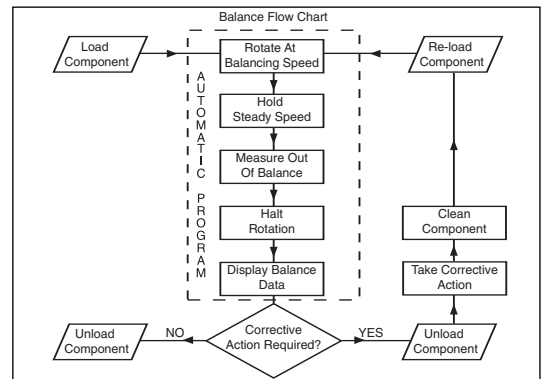 Balance Flow Chart
Load
Component
Rotate At
Balancing Speed
Re-load
Component
AUTOMATIC PROGRAM
Hold
Steady Speed
Measure Out
Of Balance
Halt
Rotation
Clean
Component
Display Balance
Data
Take Corrective
Action
Unload
Component
NO
Corrective
Action Required?
YES
Unload
Component